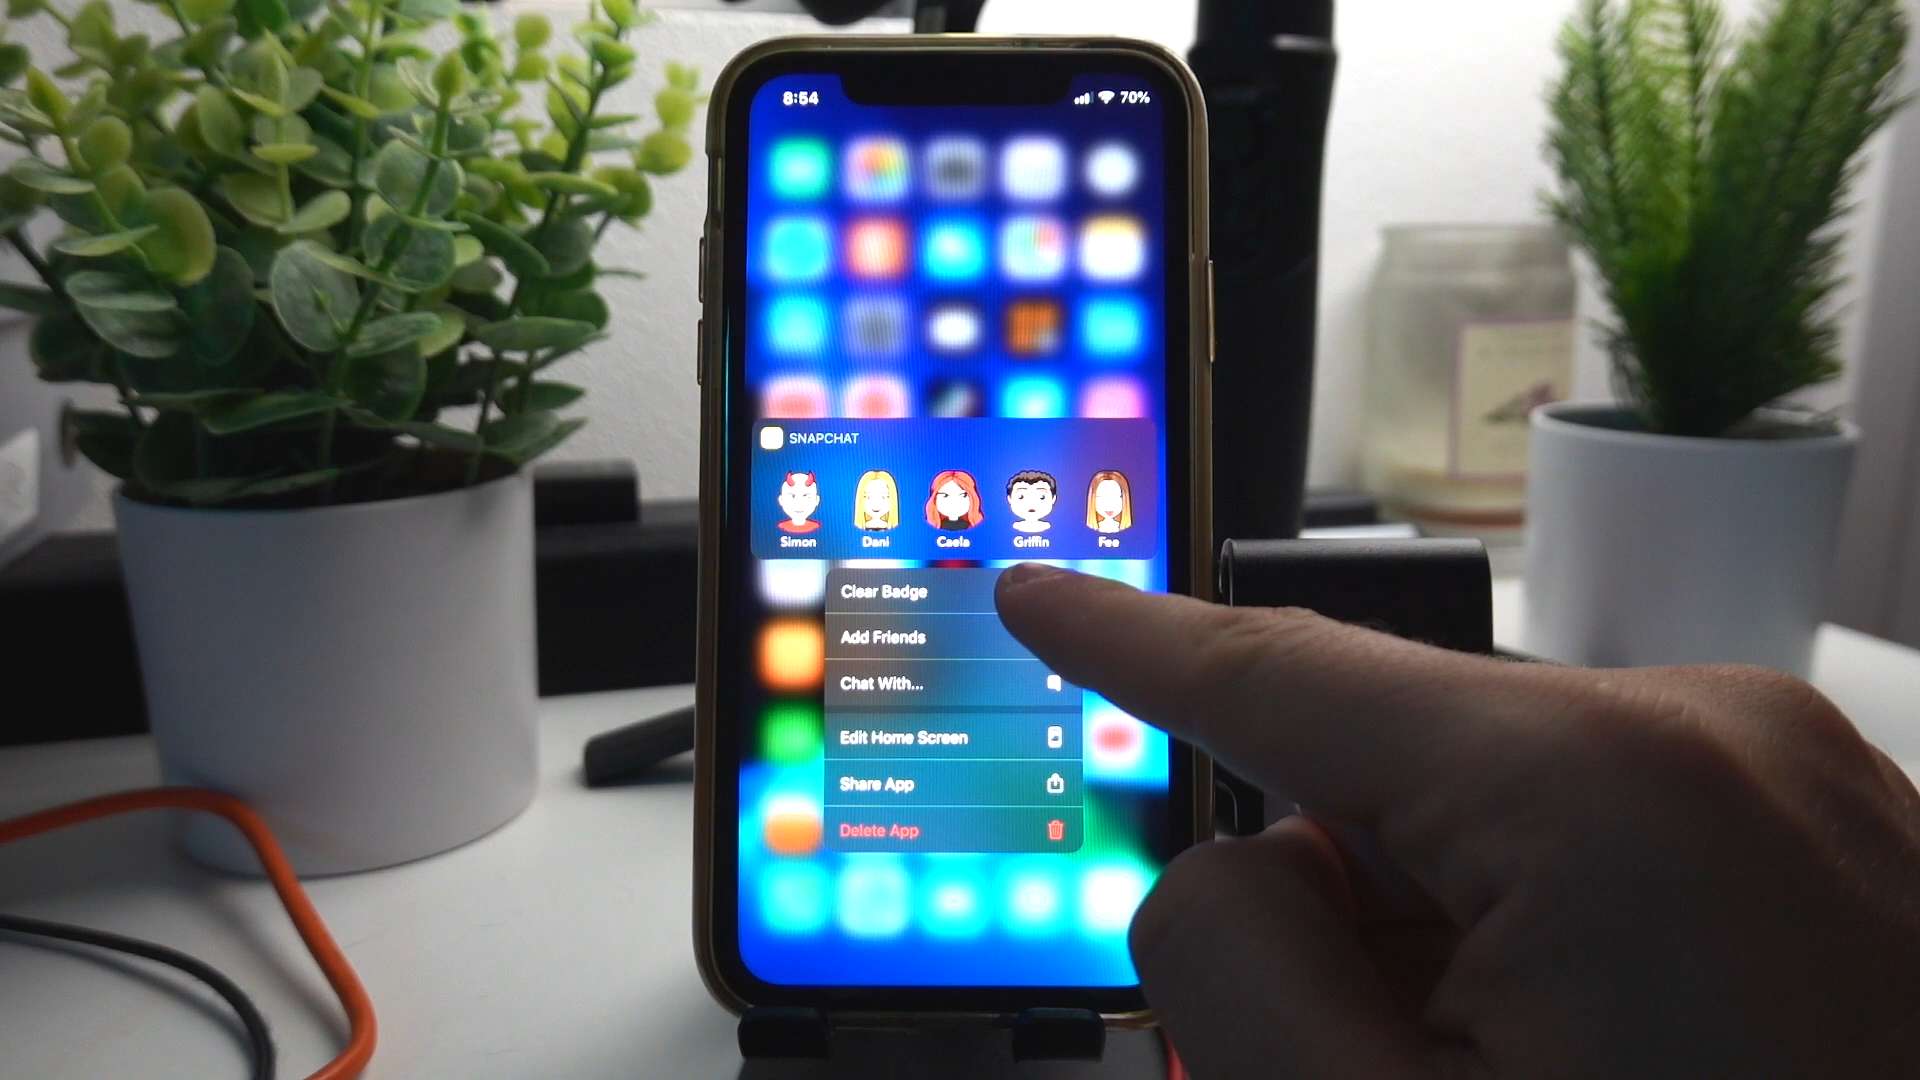 8:54 70%
SNAPCHAT
Simon Dani Caela Griffin Fee
Clear Badge
Add Friends
Chat With...
Edit Home Screen
Share App
Delete App